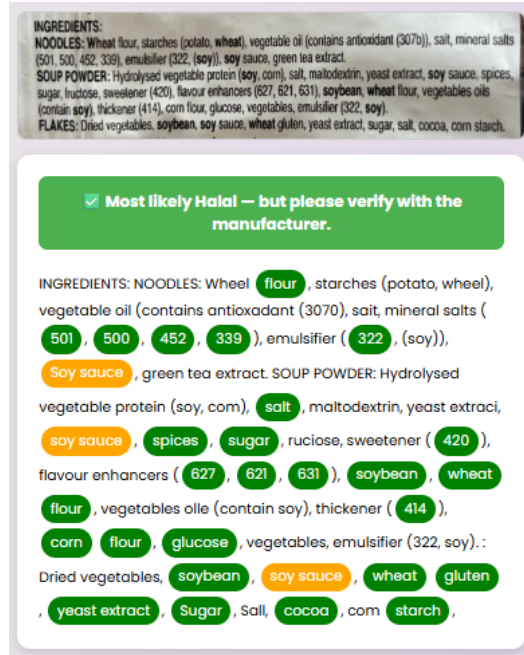 INGREDIENTS:
NOODLES: Wheat flour, starches (potato, wheat), vegetable oil (contains antioxidant (307b)), salt, mineral salts
(501, 500, 452, 339), emulsifier (322, (soy)), soy sauce, green tea extract.
SOUP POWDER: Hydrolysed vegetable protein (soy, corn), salt, maltodextrin, yeast extract, soy sauce, spices,
sugar, fructose, sweetener (420), flavour enhancers (627, 621, 631), soybean, wheat flour, vegetables oils
(contain soy), thickener (414), corn flour, glucose, vegetables, emulsifier (322, soy).
FLAKES: Dried vegetables, soybean, soy sauce, wheat gluten, yeast extract, sugar, salt, cocoa, corn starch.
✅ Most likely Halal — but please verify with the
manufacturer.
INGREDIENTS: NOODLES: Wheel flour , starches (potato, wheel),
vegetable oil (contains antioxadant (3070), sait, mineral salts (
501 , 500 , 452 , 339 ), emulsifier ( 322 , (soy)),
Soy sauce , green tea extract. SOUP POWDER: Hydrolysed
vegetable protein (soy, com), salt , maltodextrin, yeast extraci,
soy sauce , spices , sugar , ruciose, sweetener ( 420 ),
flavour enhancers ( 627 , 621 , 631 ), soybean , wheat
flour , vegetables olle (contain soy), thickener ( 414 ),
corn flour , glucose , vegetables, emulsifier (322, soy). :
Dried vegetables, soybean , soy sauce , wheat gluten
, yeast extract , Sugar , Sall, cocoa , com starch ,